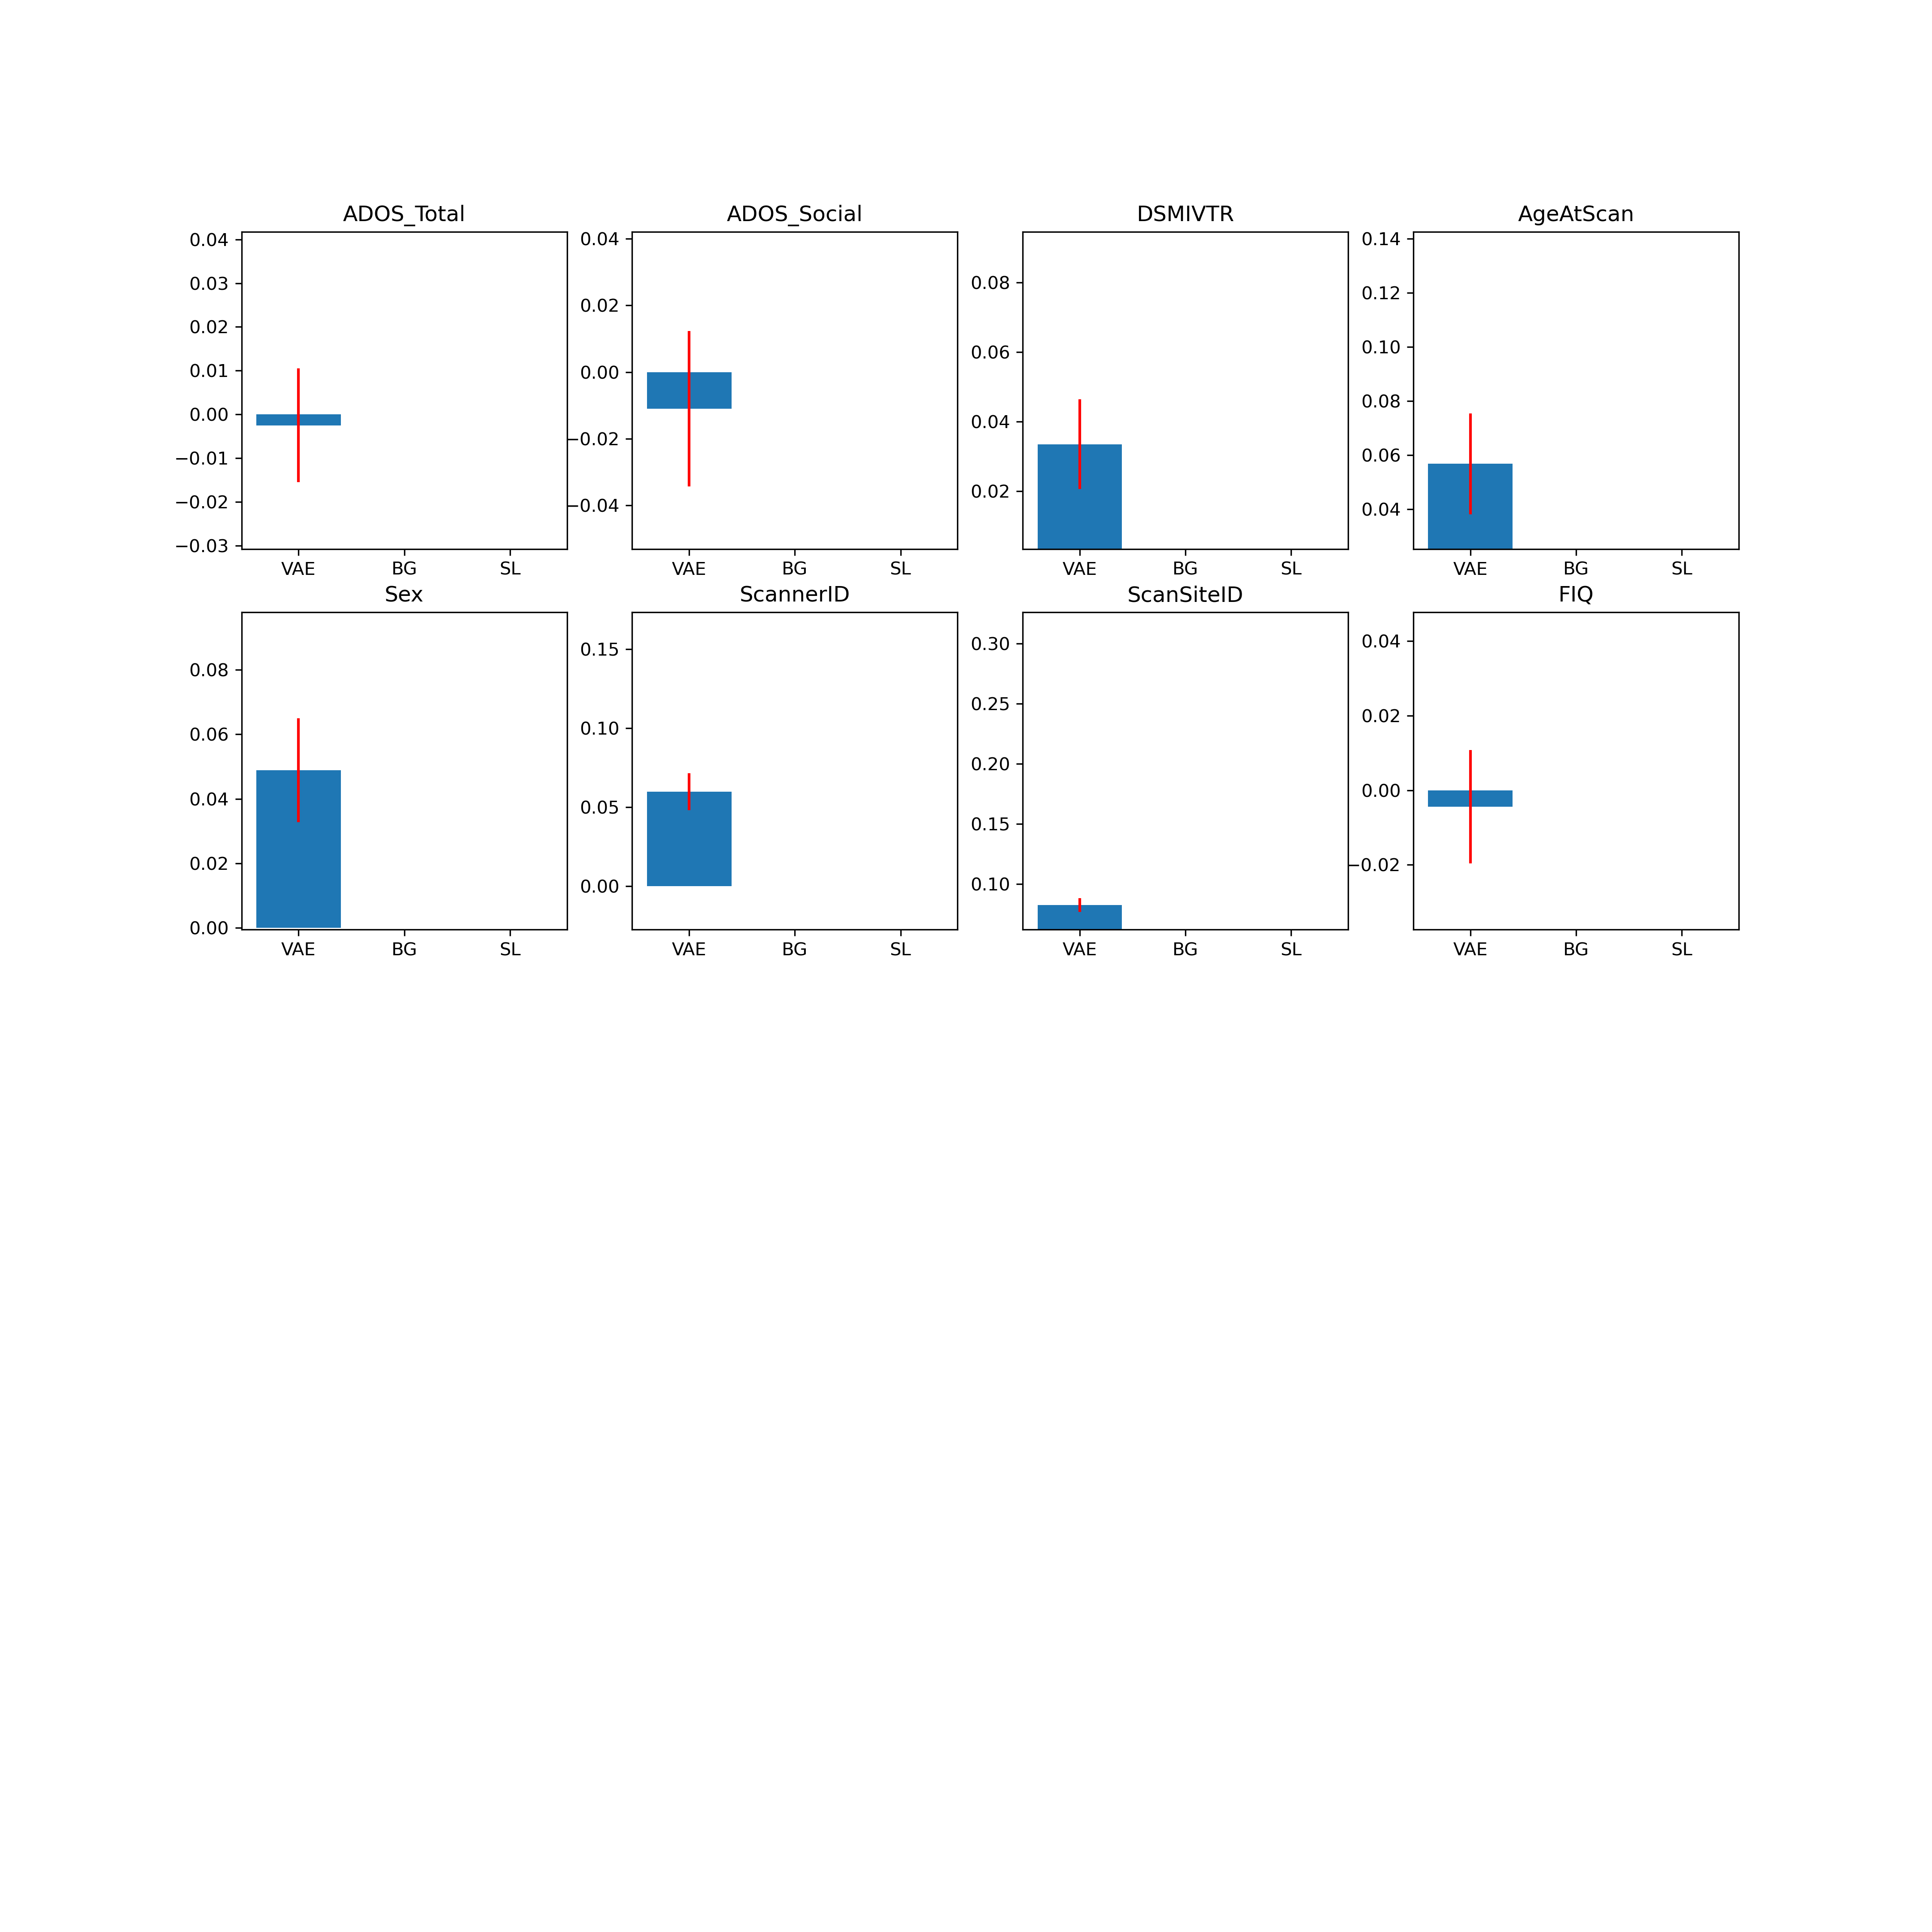 ADOS_Total
0.04
0.03
0.02
0.01
0.00
−0.01
−0.02
−0.03
VAE BG SL
ADOS_Social
0.04
0.02
0.00
−0.02
−0.04
VAE BG SL
DSMIVTR
0.08
0.06
0.04
0.02
VAE BG SL
AgeAtScan
0.14
0.12
0.10
0.08
0.06
0.04
VAE BG SL
Sex
0.08
0.06
0.04
0.02
0.00
VAE BG SL
ScannerID
0.15
0.10
0.05
0.00
VAE BG SL
ScanSiteID
0.30
0.25
0.20
0.15
0.10
VAE BG SL
FIQ
0.04
0.02
0.00
−0.02
VAE BG SL